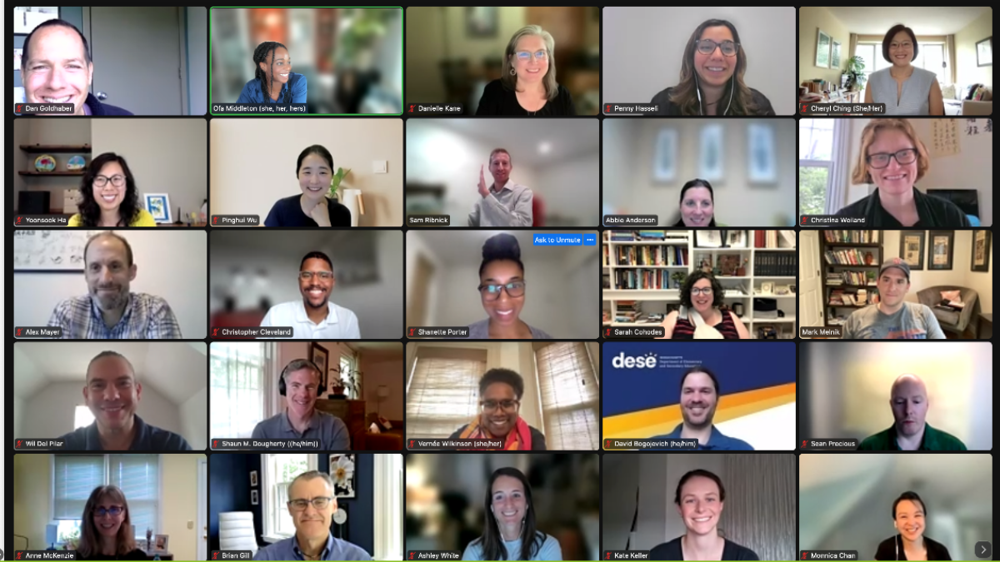 Dan Goldhaber
Ofa Middleton (she, her, hers)
Danielle Kane
Penny Hasseli
Cheryl Ching (She/Her)
Yoonsook Ha
Pinghui Wu
Sam Ribnick
Abbie Anderson
Christina Weiland
Ask to Unmute
Alex Mayer
Christopher Cleveland
Shanette Porter
Sarah Cohodes
Mark Melnik
dese
Wil Del Pilar
Shaun M. Dougherty ((he/him))
Vernée Wilkinson (she/her)
David Bogojevich (he/him)
Sean Precious
Anne McKenzie
Brian Gill
Ashley White
Kate Keller
Monnica Chan